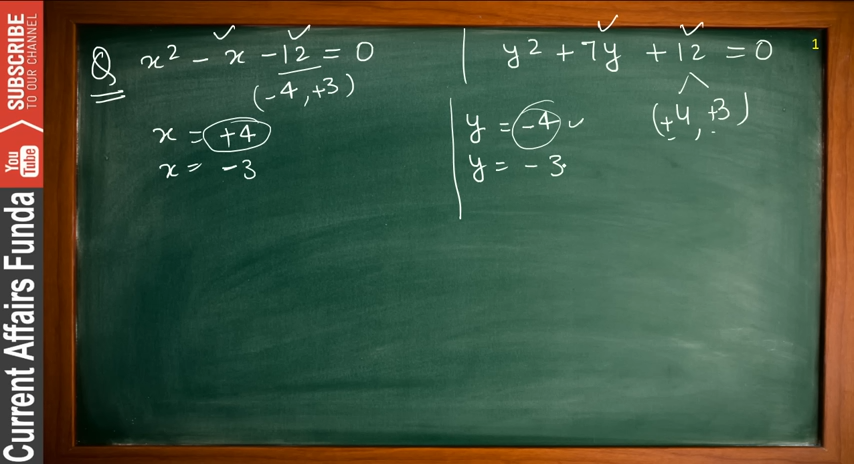 SUBSCRIBE
TO OUR CHANNEL
You Tube
Current Affairs Funda
1
Q x² - x - 12 = 0
(-4, +3)
x = +4
x = -3
y² + 7y + 12 = 0
(+4, +3)
y = -4
y = -3